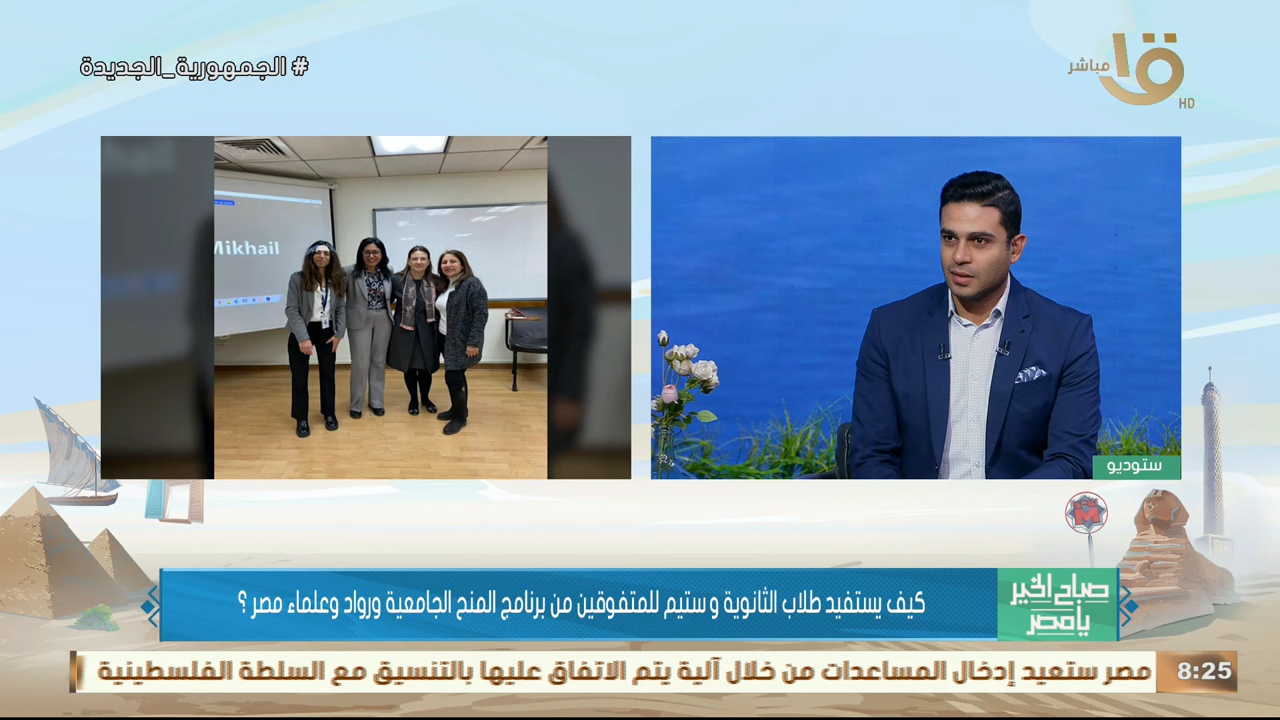 # الجمهورية_الجديدة
مباشر
HD
Mikhail
ستوديو
M
كيف يستفيد طلاب الثانوية و ستيم للمتفوقين من برنامج المنح الجامعية ورواد وعلماء مصر ؟
صباح الخير
يا مصر
مصر ستعيد إدخال المساعدات من خلال آلية يتم الاتفاق عليها بالتنسيق مع السلطة الفلسطينية
8:25